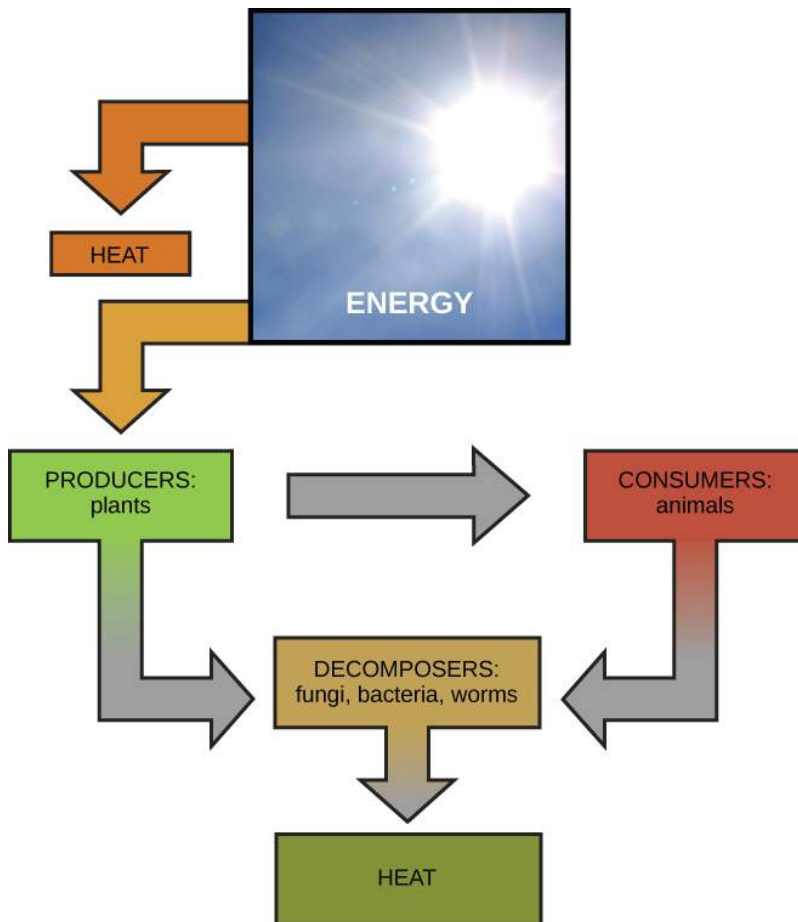 HEAT
ENERGY
PRODUCERS:
plants
CONSUMERS:
animals
DECOMPOSERS:
fungi, bacteria, worms
HEAT